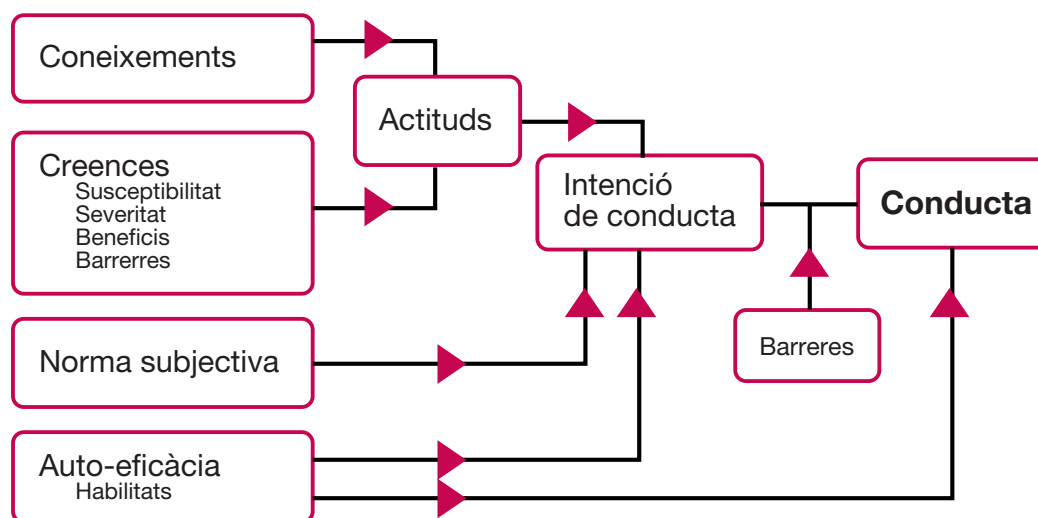 Coneixements
Actituds
Creences
Susceptibilitat
Severitat
Beneficis
Barrerres
Intenció
de conducta
Conducta
Barreres
Norma subjectiva
Auto-eficàcia
Habilitats